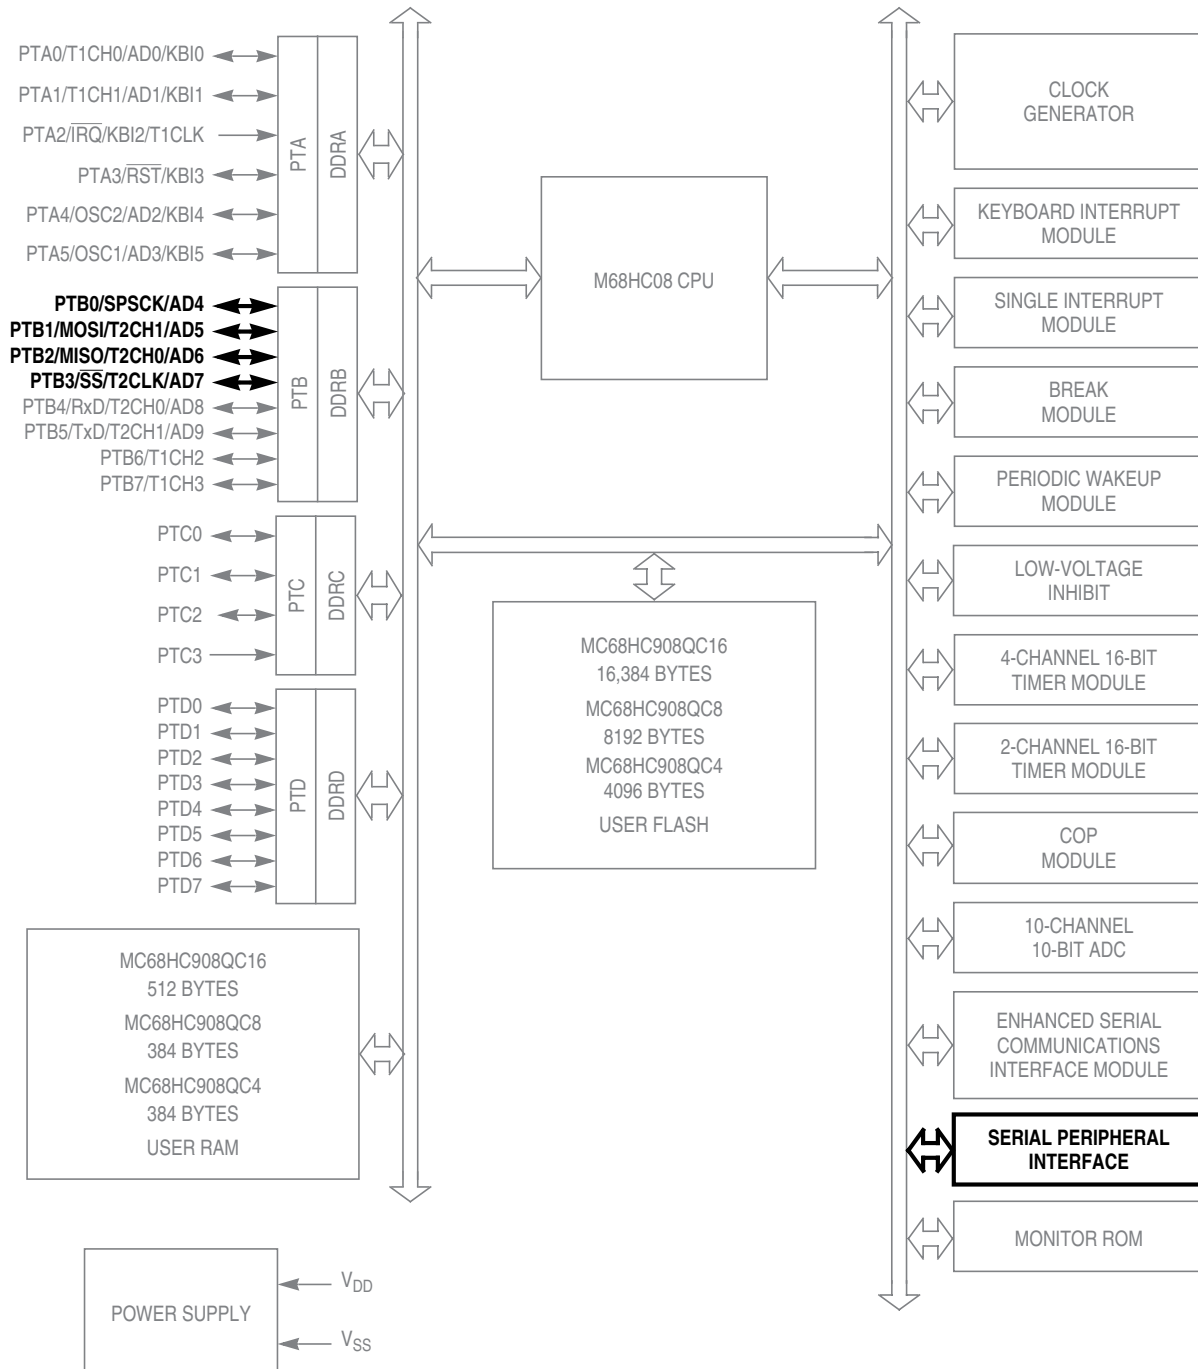 PTA0/T1CH0/AD0/KBI0
PTA1/T1CH1/AD1/KBI1
PTA2/I̅R̅Q̅/KBI2/T1CLK
PTA3/R̅S̅T̅/KBI3
PTA4/OSC2/AD2/KBI4
PTA5/OSC1/AD3/KBI5
PTA
DDRA
PTB0/SPSCK/AD4
PTB1/MOSI/T2CH1/AD5
PTB2/MISO/T2CH0/AD6
PTB3/S̅S̅/T2CLK/AD7
PTB4/RxD/T2CH0/AD8
PTB5/TxD/T2CH1/AD9
PTB6/T1CH2
PTB7/T1CH3
PTB
DDRB
PTC0
PTC1
PTC2
PTC3
PTC
DDRC
PTD0
PTD1
PTD2
PTD3
PTD4
PTD5
PTD6
PTD7
PTD
DDRD
MC68HC908QC16
512 BYTES
MC68HC908QC8
384 BYTES
MC68HC908QC4
384 BYTES
USER RAM
POWER SUPPLY
VDD
VSS
M68HC08 CPU
MC68HC908QC16
16,384 BYTES
MC68HC908QC8
8192 BYTES
MC68HC908QC4
4096 BYTES
USER FLASH
CLOCK
GENERATOR
KEYBOARD INTERRUPT
MODULE
SINGLE INTERRUPT
MODULE
BREAK
MODULE
PERIODIC WAKEUP
MODULE
LOW-VOLTAGE
INHIBIT
4-CHANNEL 16-BIT
TIMER MODULE
2-CHANNEL 16-BIT
TIMER MODULE
COP
MODULE
10-CHANNEL
10-BIT ADC
ENHANCED SERIAL
COMMUNICATIONS
INTERFACE MODULE
SERIAL PERIPHERAL
INTERFACE
MONITOR ROM